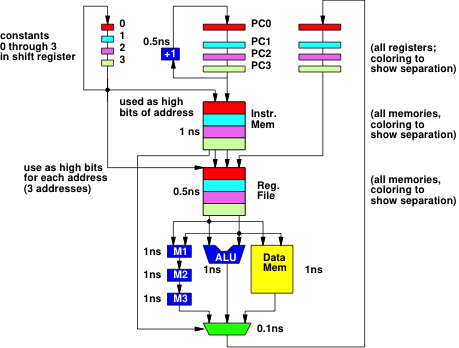 constants
0 through 3
in shift register
0
1
2
3
0.5ns
+1
PC0
PC1
PC2
PC3
(all registers;
coloring to
show separation)
used as high
bits of address
1 ns
Instr.
Mem
(all memories,
coloring to
show separation)
use as high bits
for each address
(3 addresses)
0.5ns
Reg.
File
(all memories,
coloring to
show separation)
1ns
M1
1ns
M2
1ns
M3
ALU
1ns
Data
Mem
1ns
0.1ns